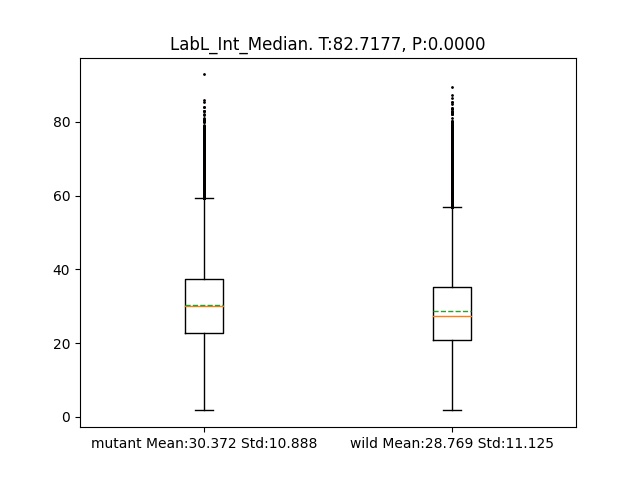 LabL_Int_Median. T:82.7177, P:0.0000
80
60
40
20
0
mutant Mean:30.372 Std:10.888 wild Mean:28.769 Std:11.125